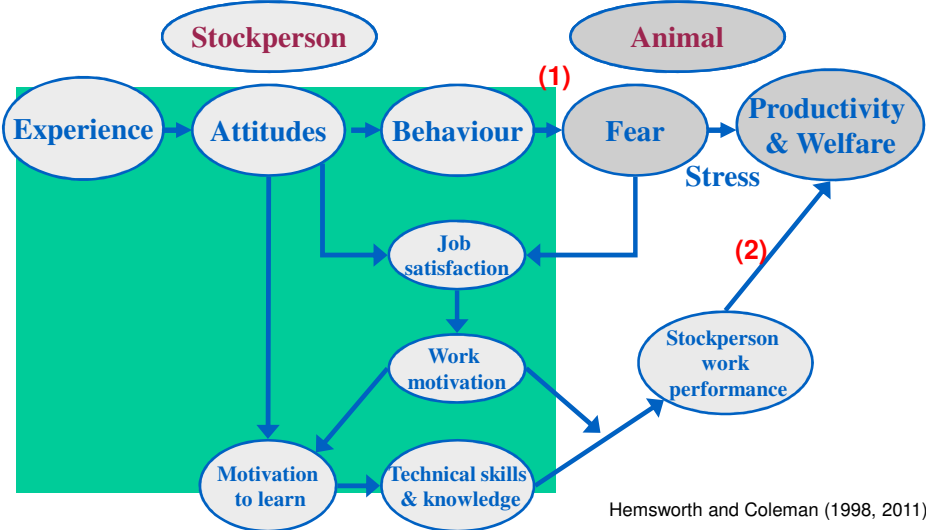 Stockperson
Animal
(1)
Experience
Attitudes
Behaviour
Fear
Productivity
& Welfare
Stress
Job
satisfaction
(2)
Work
motivation
Stockperson
work
performance
Motivation
to learn
Technical skills
& knowledge
Hemsworth and Coleman (1998, 2011)